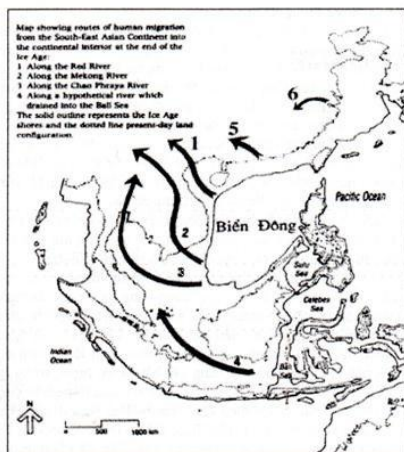 Map showing routes of human migration
from the South-East Asian Continent into
the continental interior at the end of the
Ice Age:
1 Along the Red River
2 Along the Mekong River
3 Along the Chao Phraya River
4 Along a hypothetical river which
drained into the Bali Sea
The solid outline represents the Ice Age
shores and the dotted line present-day land
configuration.
6
1
5
Pacific Ocean
Biển Đông
2
Sulu
Sea
3
Celebes
Sea
Indian
Ocean
4
Bali
Sea
N
0 500 1000 km